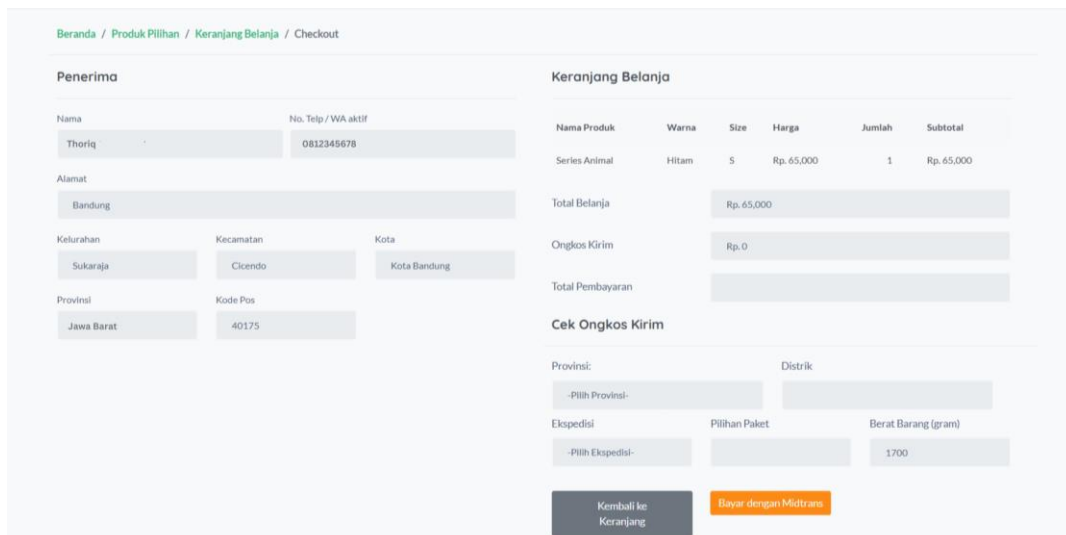 Beranda / Produk Pilihan / Keranjang Belanja / Checkout
Penerima
Nama No. Telp / WA aktif
Thoriq 0812345678
Alamat
Bandung
Kelurahan Kecamatan Kota
Sukaraja Cicendo Kota Bandung
Provinsi Kode Pos
Jawa Barat 40175
Keranjang Belanja
Nama Produk Warna Size Harga Jumlah Subtotal
Series Animal Hitam S Rp. 65,000 1 Rp. 65,000
Total Belanja Rp. 65,000
Ongkos Kirim Rp. 0
Total Pembayaran
Cek Ongkos Kirim
Provinsi: Distrik
-Pilih Provinsi-
Ekspedisi Pilihan Paket Berat Barang (gram)
-Pilih Ekspedisi- 1700
Kembali ke
Keranjang
Bayar dengan Midtrans